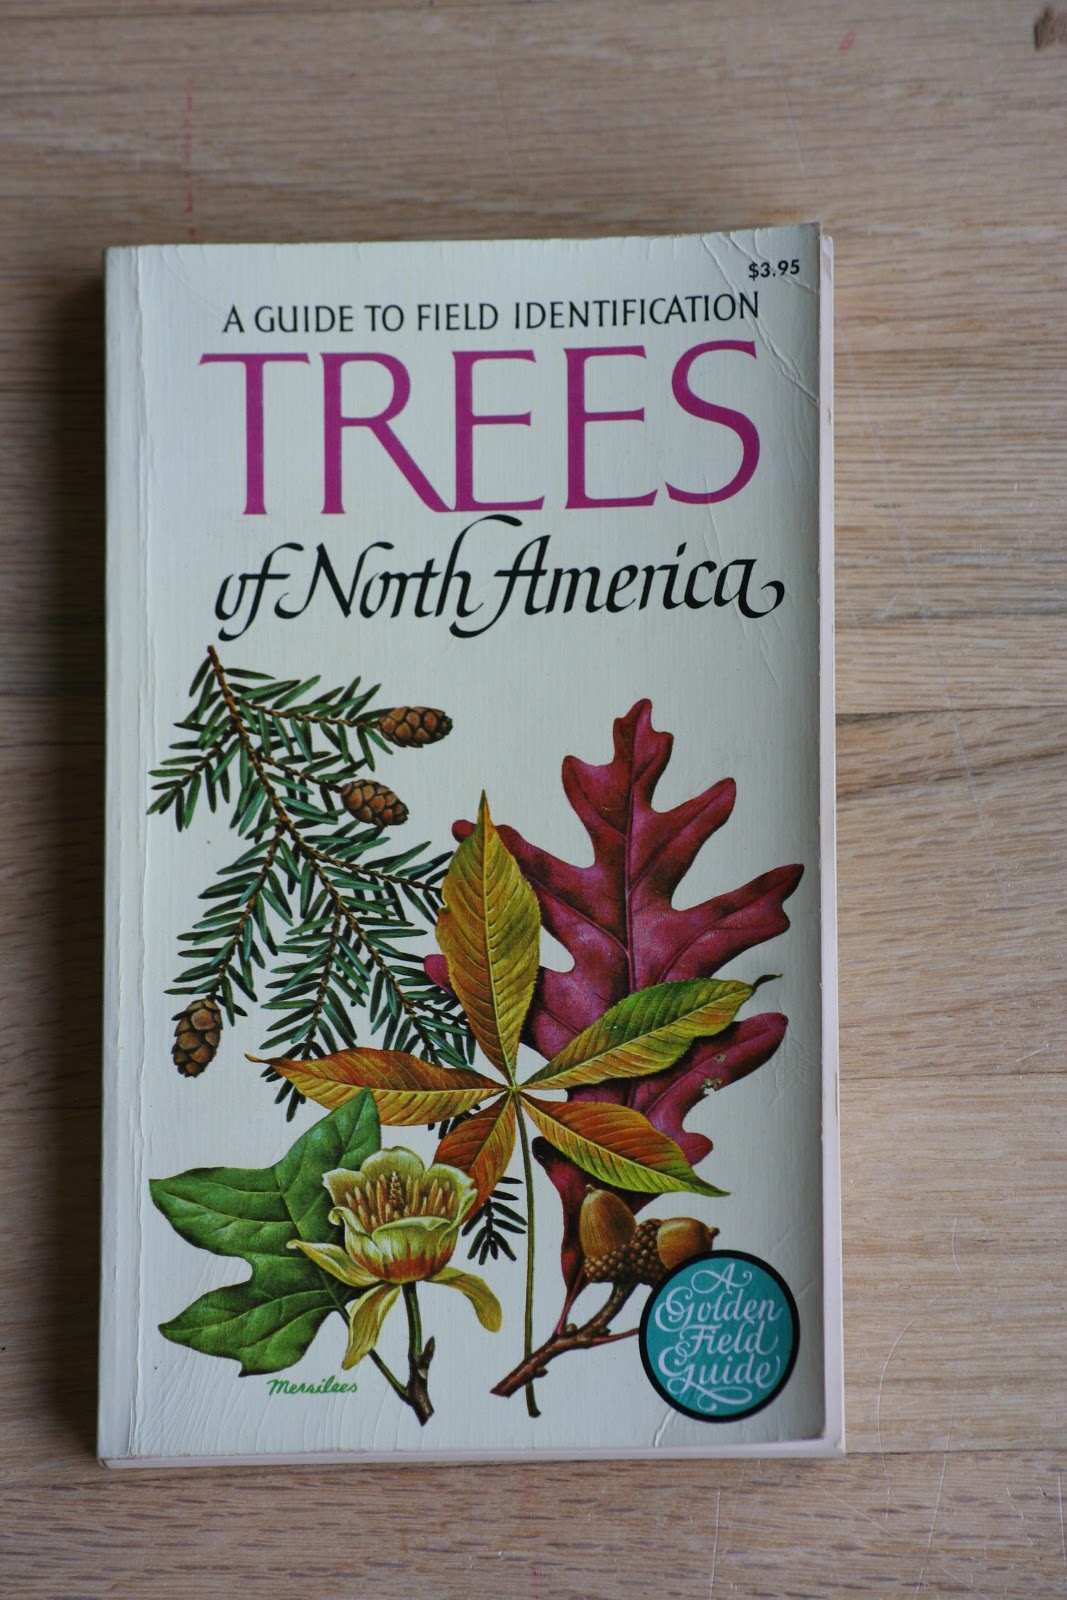 $3.95
A GUIDE TO FIELD IDENTIFICATION
TREES
of North America
Merrilees
A
Golden
Field
Guide